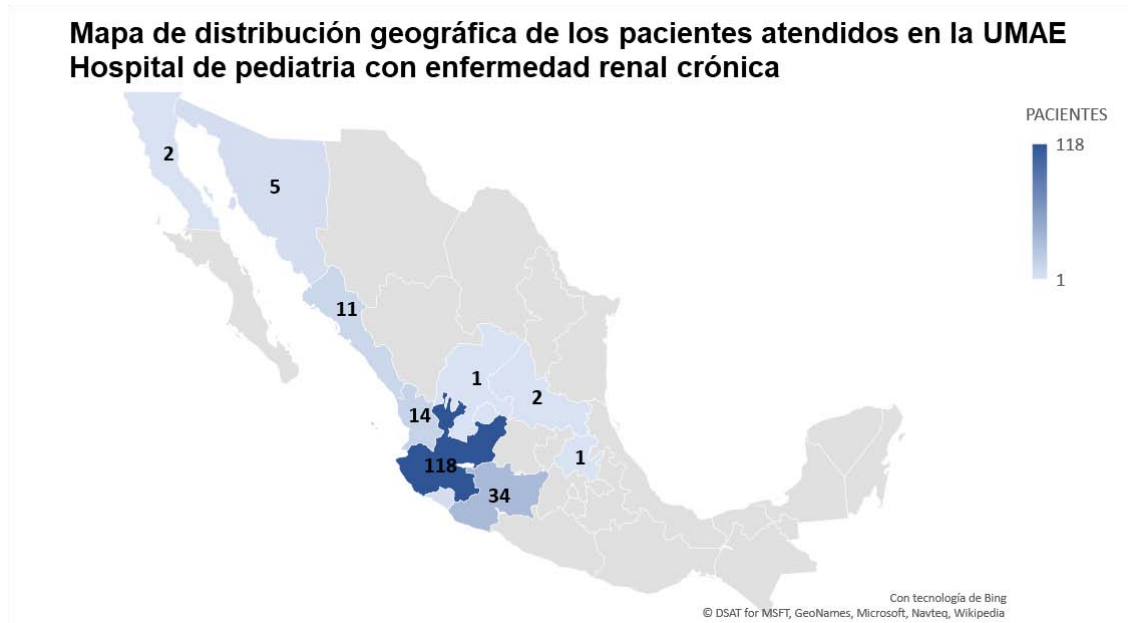 Mapa de distribución geográfica de los pacientes atendidos en la UMAE
Hospital de pediatria con enfermedad renal crónica
PACIENTES
118
1
2
5
11
1
2
14
118
1
34
Con tecnología de Bing
© DSAT for MSFT, GeoNames, Microsoft, Navteq, Wikipedia